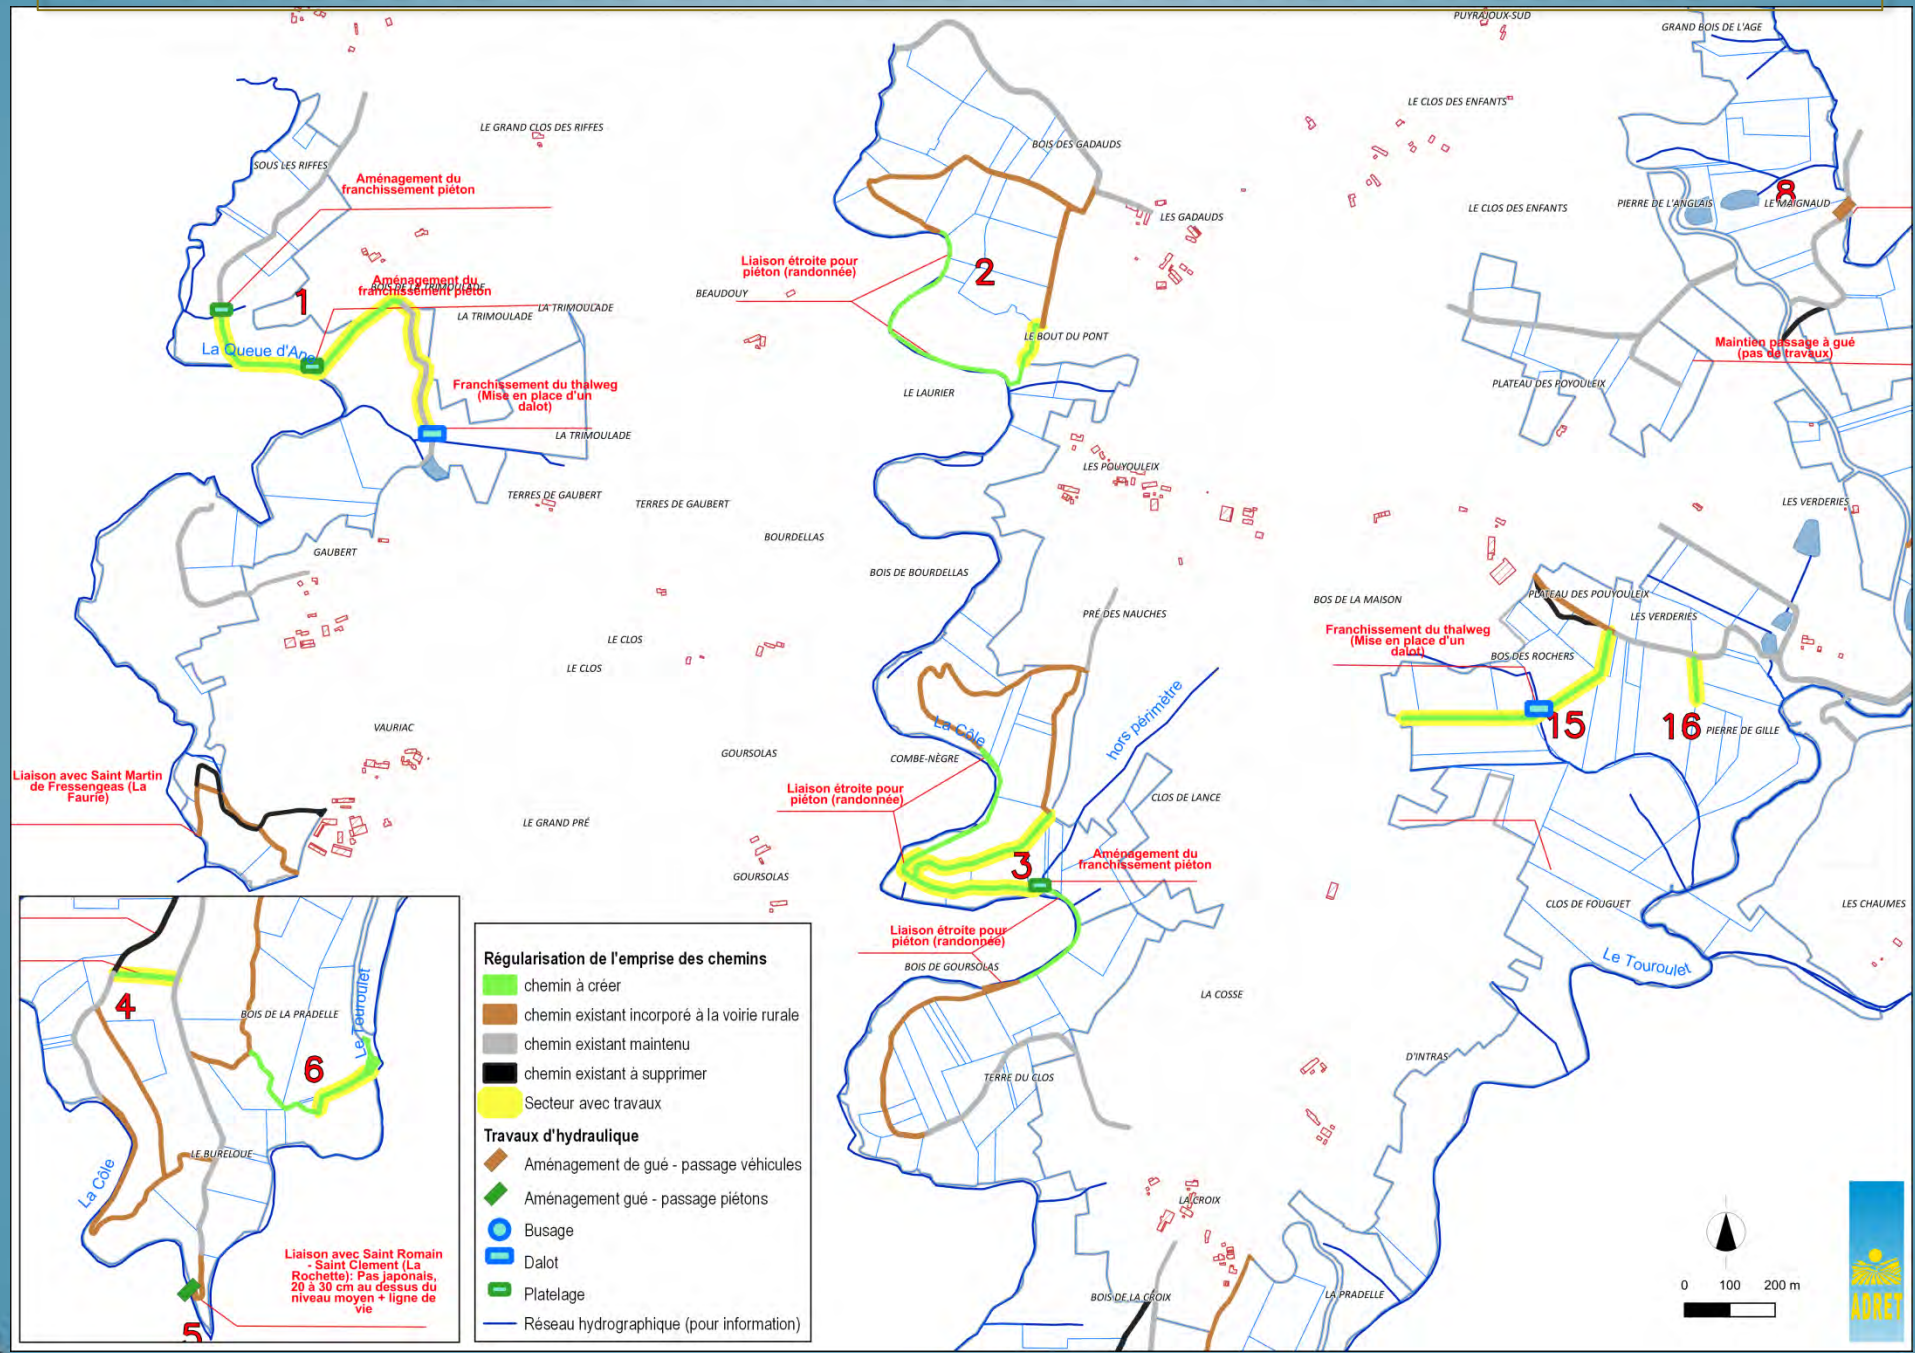 PUYRAJOUX-SUD
GRAND BOIS DE L'AGE
LE GRAND CLOS DES RIFFES
LE CLOS DES ENFANTS
SOUS LES RIFFES
BOIS DES GADAUDS
Aménagement du
franchissement piéton
8
PIERRE DE L'ANGLAIS
LE MAIGNAUD
LE CLOS DES ENFANTS
LES GADAUDS
Liaison étroite pour
piéton (randonnée)
2
BEAUDOUY
1
Aménagement du
franchissement piéton
BOIS DE LA TRIMOULADE
LA TRIMOULADE
LA TRIMOULADE
La Queue d'Ane
LE BOUT DU PONT
Maintien passage à gué
(pas de travaux)
Franchissement du thalweg
(Mise en place d'un
dalot)
LE LAURIER
PLATEAU DES POYOULEIX
LA TRIMOULADE
LES POUYOULEIX
TERRES DE GAUBERT
TERRES DE GAUBERT
LES VERDERIES
BOURDELLAS
GAUBERT
BOIS DE BOURDELLAS
BOS DE LA MAISON
PLATEAU DES POUYOULEIX
PRÉ DES NAUCHES
LES VERDERIES
Franchissement du thalweg
(Mise en place d'un
dalot)
BOS DES ROCHERS
LE CLOS
LE CLOS
15
16
PIERRE DE GILLE
VAURIAC
La Côle
hors périmètre
GOURSOLAS
COMBE-NÈGRE
Liaison avec Saint Martin
de Fressengeas (La
Faurie)
Liaison étroite pour
piéton (randonnée)
CLOS DE LANCE
LE GRAND PRÉ
3
Aménagement du
franchissement piéton
GOURSOLAS
CLOS DE FOUGUET
LES CHAUMES
Liaison étroite pour
piéton (randonnée)
BOIS DE GOURSOLAS
Le Touroulet
LA COSSE
D'INTRAS
TERRE DU CLOS
LA CROIX
BOIS DE LA CROIX
LA PRADELLE
4
BOIS DE LA PRADELLE
Le Touroulet
6
LE BURELOUE
La Côle
Liaison avec Saint Romain
- Saint Clement (La
Rochette): Pas japonais,
20 à 30 cm au dessus du
niveau moyen + ligne de
vie
5
Régularisation de l'emprise des chemins
chemin à créer
chemin existant incorporé à la voirie rurale
chemin existant maintenu
chemin existant à supprimer
Secteur avec travaux
Travaux d'hydraulique
Aménagement de gué - passage véhicules
Aménagement gué - passage piétons
Busage
Dalot
Platelage
Réseau hydrographique (pour information)
0 100 200 m
ADRET